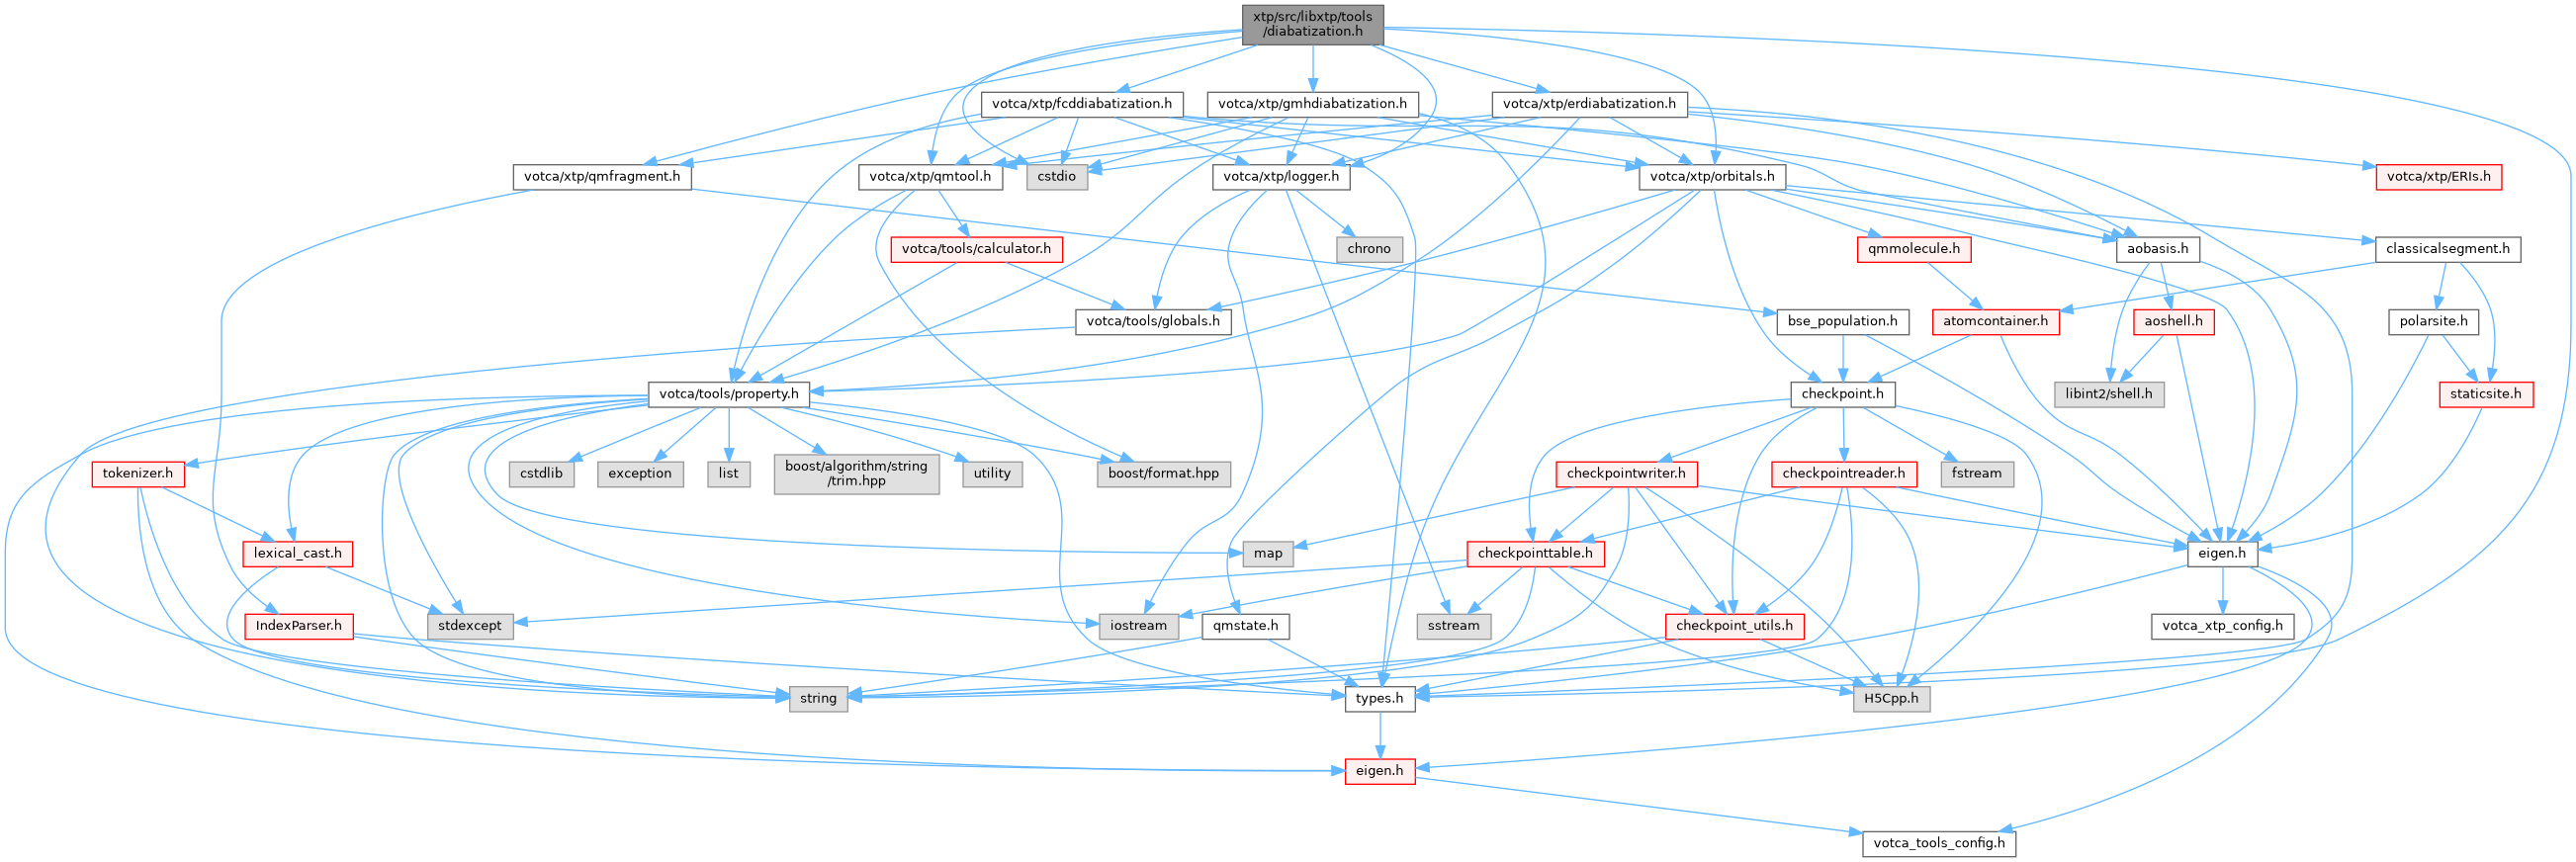 xtp/src/libxtp/tools
/diabatization.h
votca/xtp/fcddiabatization.h
votca/xtp/gmhdiabatization.h
votca/xtp/erdiabatization.h
votca/xtp/qmfragment.h
votca/xtp/qmtool.h
cstdio
votca/xtp/logger.h
votca/xtp/orbitals.h
votca/xtp/ERIs.h
votca/tools/calculator.h
chrono
qmmolecule.h
aobasis.h
classicalsegment.h
votca/tools/globals.h
bse_population.h
atomcontainer.h
aoshell.h
polarsite.h
votca/tools/property.h
checkpoint.h
libint2/shell.h
staticsite.h
tokenizer.h
cstdlib
exception
list
boost/algorithm/string
/trim.hpp
utility
boost/format.hpp
checkpointwriter.h
checkpointreader.h
fstream
lexical_cast.h
map
checkpointtable.h
eigen.h
IndexParser.h
stdexcept
iostream
qmstate.h
sstream
checkpoint_utils.h
votca_xtp_config.h
string
types.h
H5Cpp.h
eigen.h
votca_tools_config.h